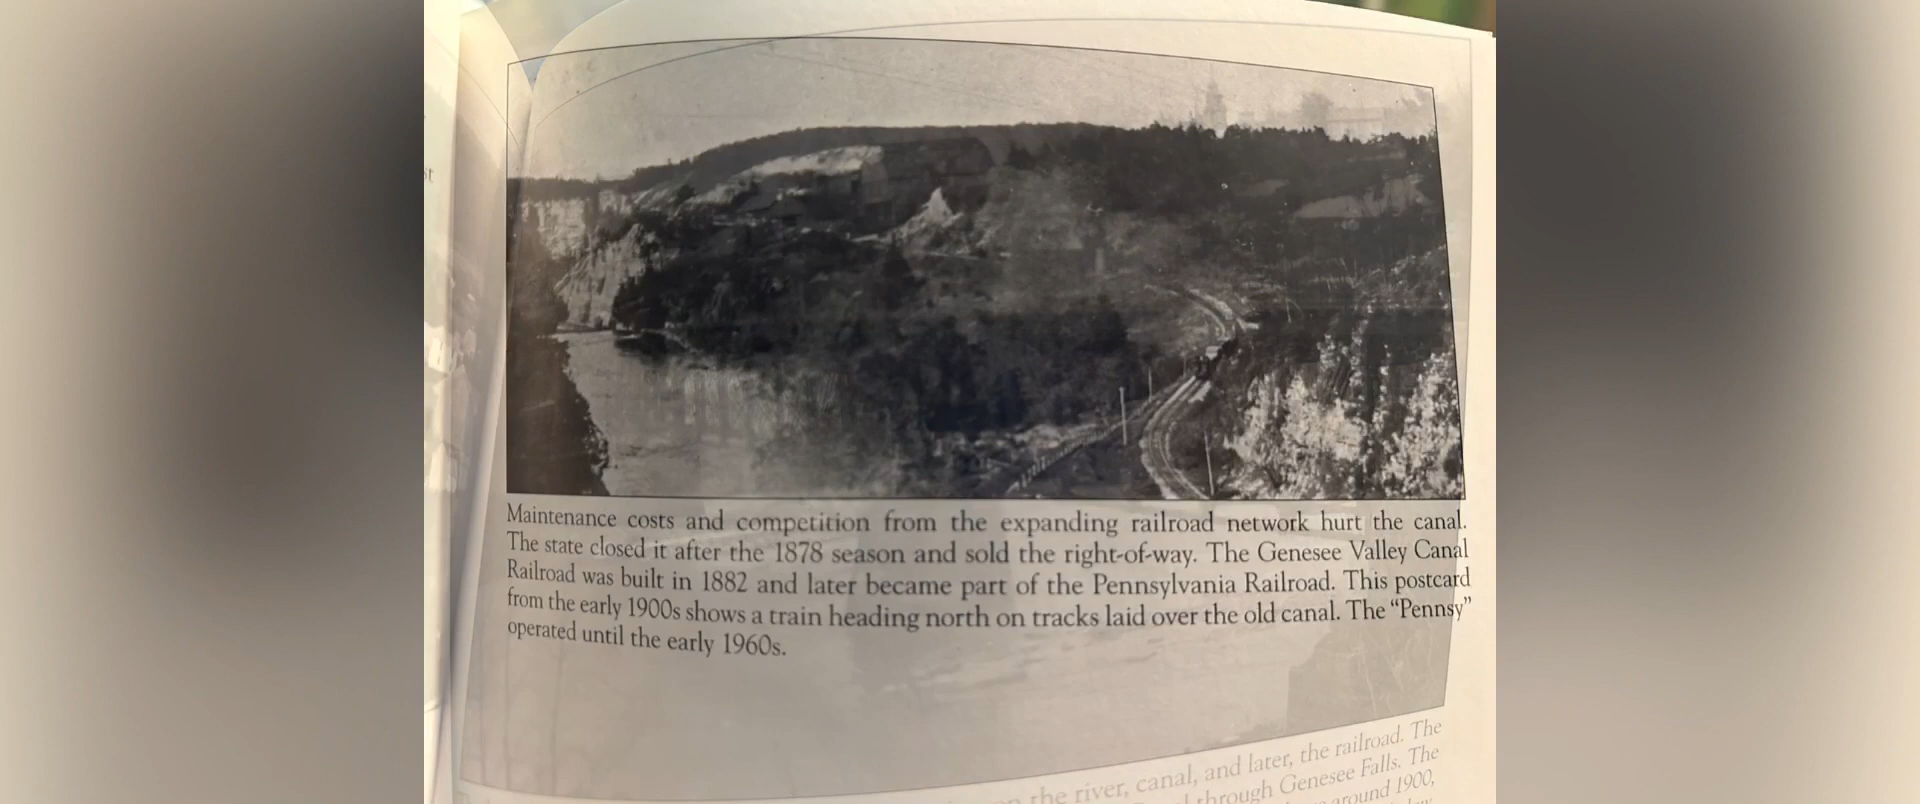 st
Maintenance costs and competition from the expanding railroad network hurt the canal.
The state closed it after the 1878 season and sold the right-of-way. The Genesee Valley Canal
Railroad was built in 1882 and later became part of the Pennsylvania Railroad. This postcard
from the early 1900s shows a train heading north on tracks laid over the old canal. The “Pennsy”
operated until the early 1960s.
the river, canal, and later, the railroad. The
through Genesee Falls. The
around 1900,